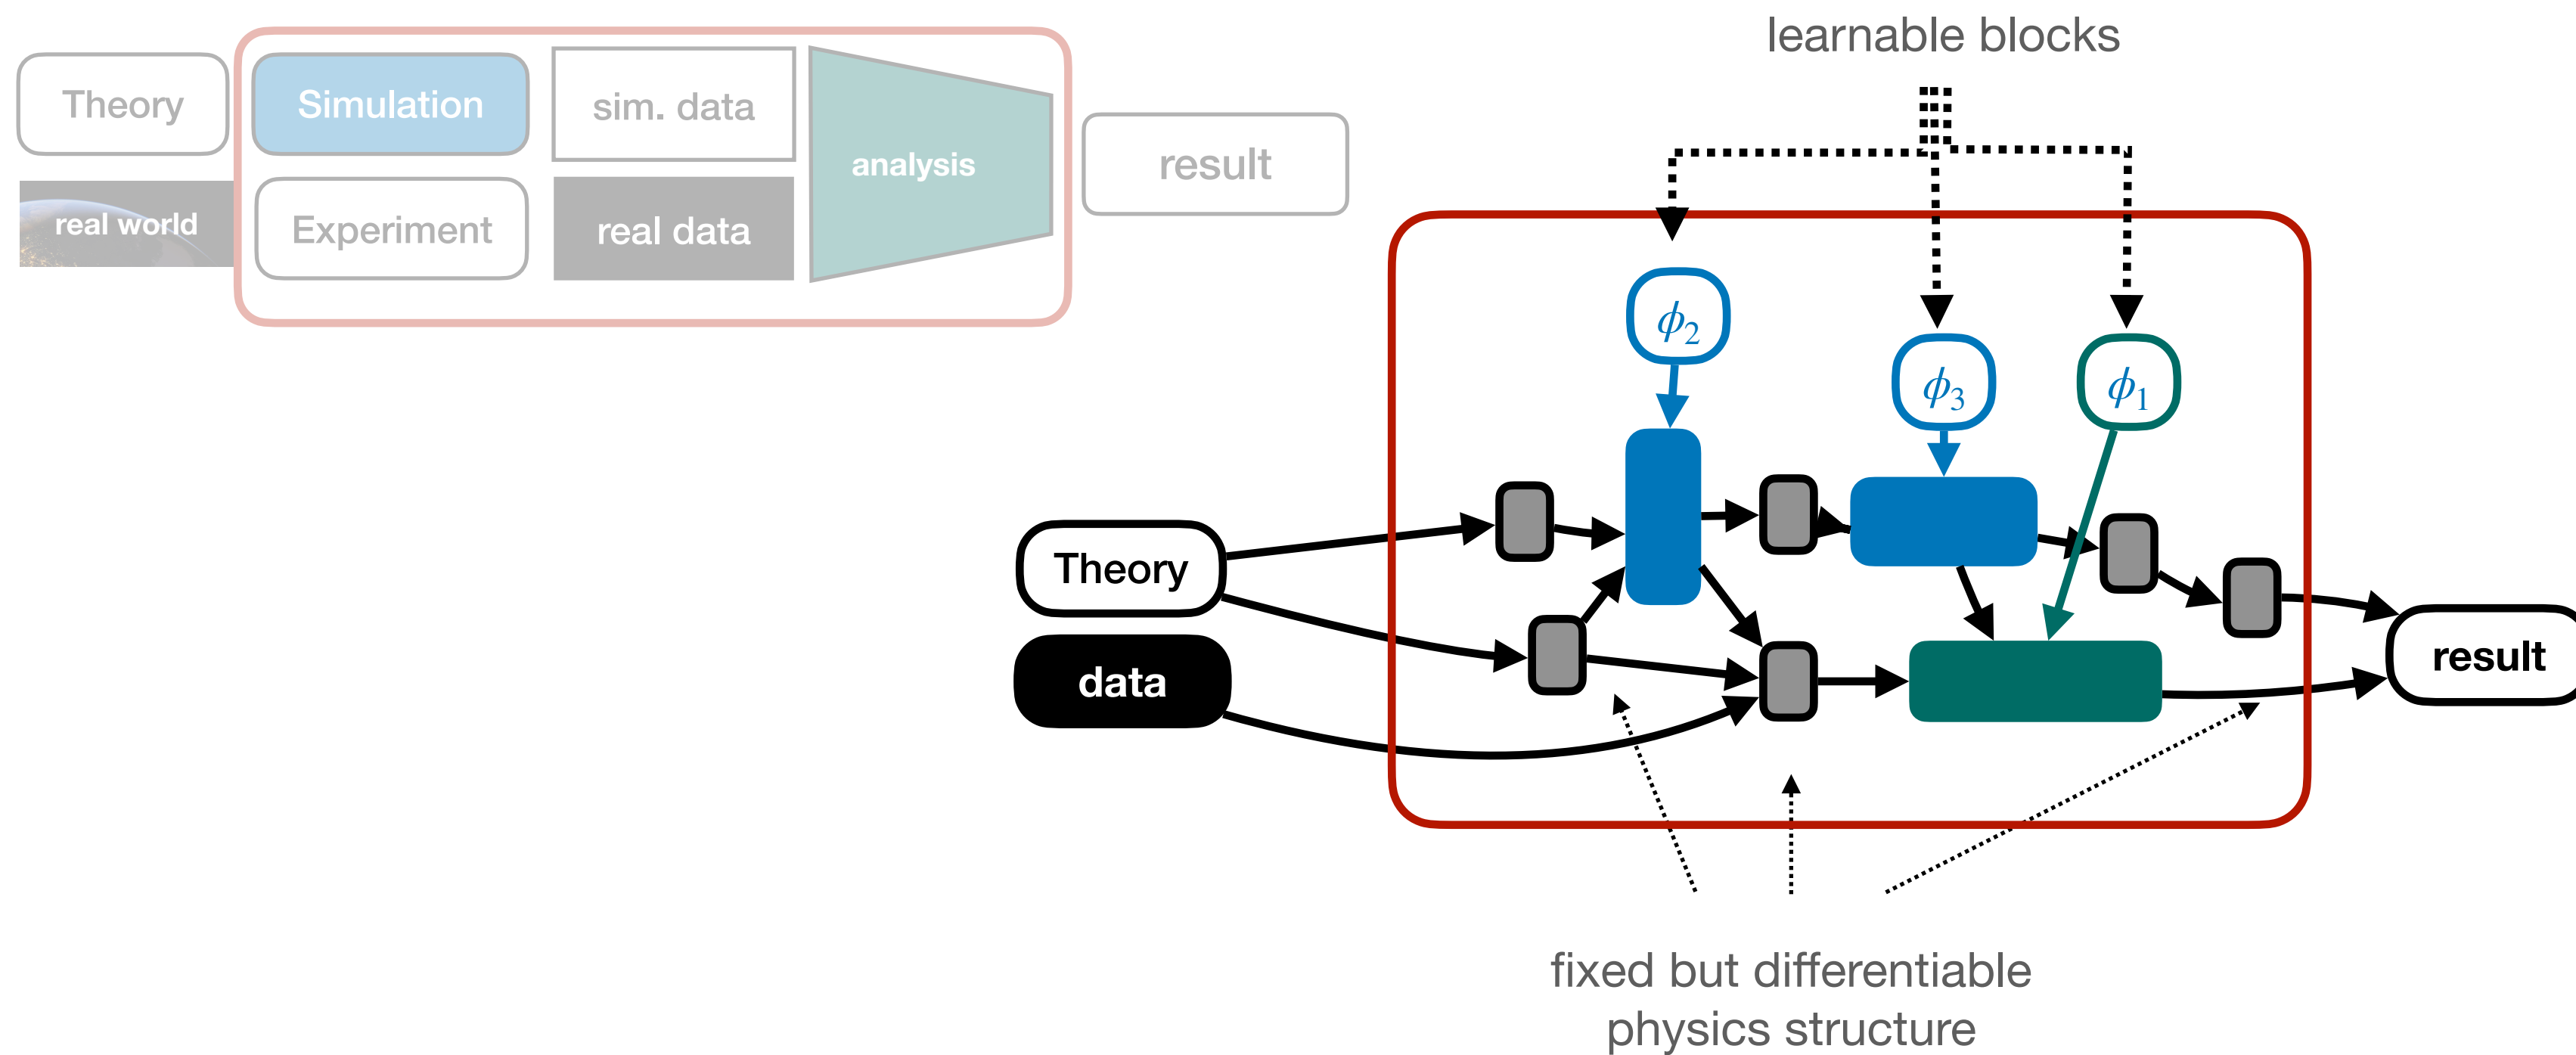 Theory
Simulation
sim. data
analysis
result
real world
Experiment
real data
learnable blocks
ϕ2
ϕ3
ϕ1
Theory
data
result
fixed but differentiable
physics structure